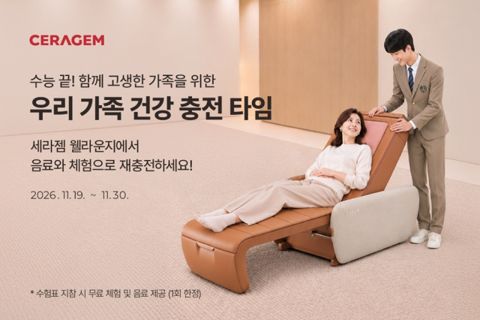 CERAGEM
수능 끝! 함께 고생한 가족을 위한
우리 가족 건강 충전 타임
세라젬 웰라운지에서
음료와 체험으로 재충전하세요!
2026. 11. 19. ~ 11. 30.
* 수험표 지참 시 무료 체험 및 음료 제공 (1회 한정)